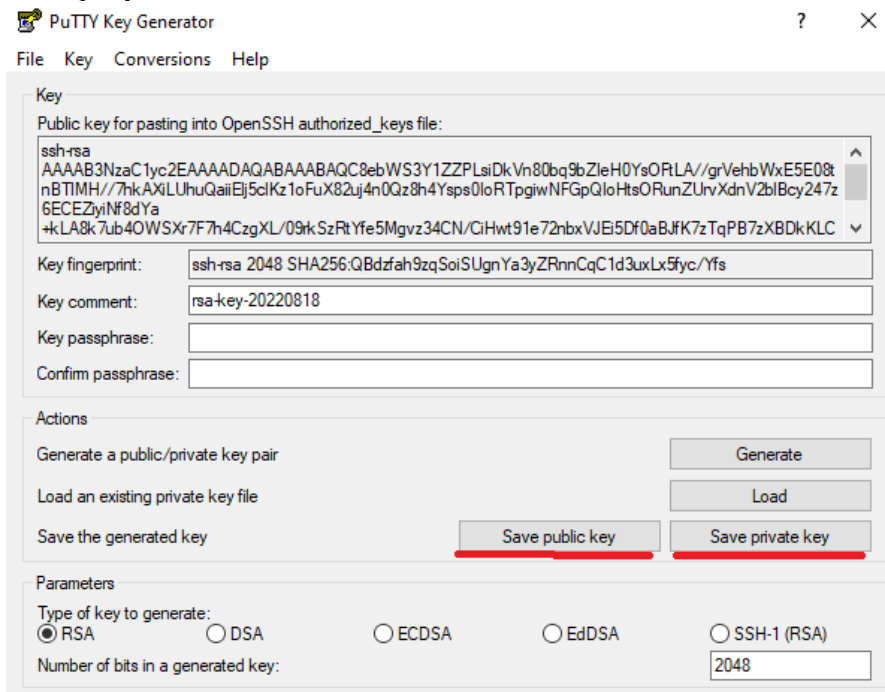 PuTTY Key Generator ?
File Key Conversions Help
Key
Public key for pasting into OpenSSH authorized_keys file:
ssh-rsa
AAAAB3NzaC1yc2EAAAADAQABAAABAQC8ebWS3Y1ZZPLsiDkVn80bq9bZleH0YsOFtLA//grVehbWxE5E08t
nBTIMH//7hkAXiLUhuQaiiElj5clKz1oFuX82uj4n0Qz8h4Ysps0loRTpgiwNFGpQloHtsORunZUrvXdnV2blBcy247z
6ECEZiyiNf8dYa
+kLA8k7ub4OWSXr7F7h4CzgXL/09rkSzRtYfe5Mgvz34CN/CiHwt91e72nbxVJEi5Df0aBJfK7zTqPB7zXBDkKLC
Key fingerprint: ssh-rsa 2048 SHA256:QBdzfah9zqSoiSUgnYa3yZRnnCqC1d3uxLx5fyc/Yfs
Key comment: rsa-key-20220818
Key passphrase:
Confirm passphrase:
Actions
Generate a public/private key pair Generate
Load an existing private key file Load
Save the generated key Save public key Save private key
Parameters
Type of key to generate:
RSA DSA ECDSA EdDSA SSH-1 (RSA)
Number of bits in a generated key: 2048